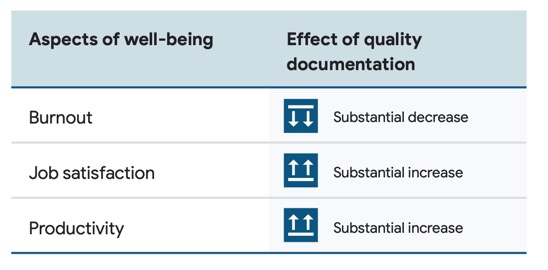 Aspects of well-being
Effect of quality
documentation
Burnout
Substantial decrease
Job satisfaction
Substantial increase
Productivity
Substantial increase